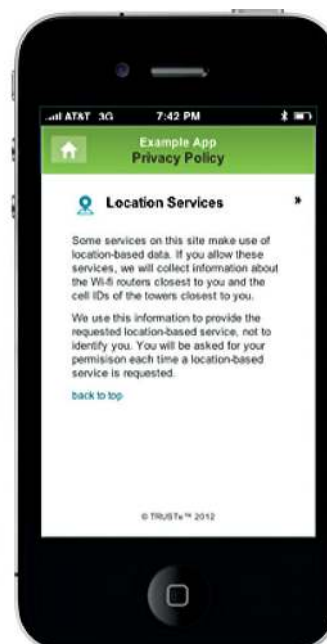 AT&T 3G 7:42 PM
Example App
Privacy Policy
Location Services »
Some services on this site make use of
location-based data. If you allow these
services, we will collect information about
the Wi-fi routers closest to you and the
cell IDs of the towers closest to you.
We use this information to provide the
requested location-based service, not to
identify you. You will be asked for your
permisison each time a location-based
service is requested.
back to top
© TRUSTe™ 2012